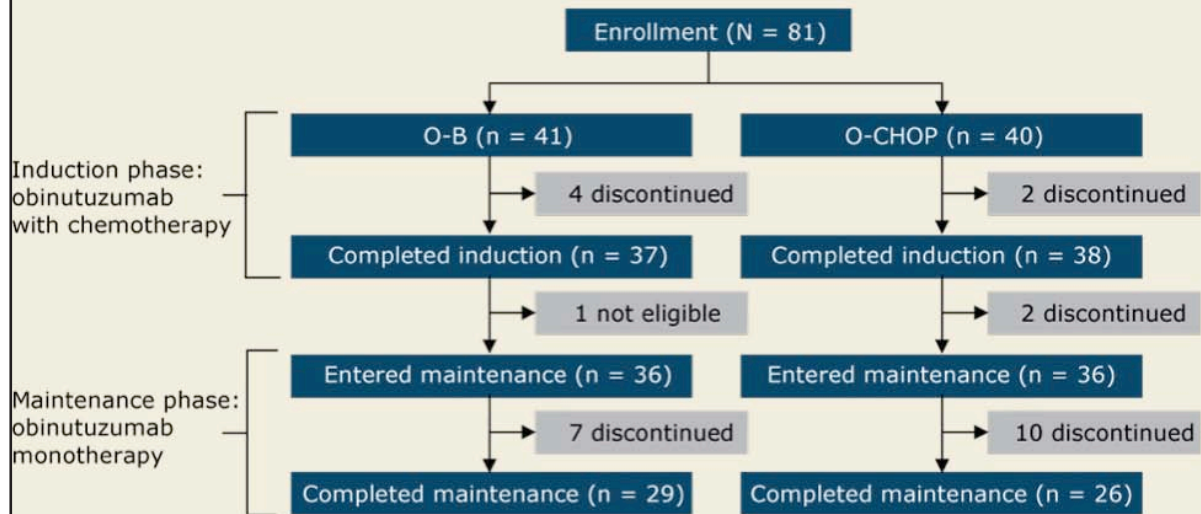 Enrollment (N = 81)
O-B (n = 41)
O-CHOP (n = 40)
Induction phase:
obinutuzumab
with chemotherapy
4 discontinued
2 discontinued
Completed induction (n = 37)
Completed induction (n = 38)
1 not eligible
2 discontinued
Entered maintenance (n = 36)
Entered maintenance (n = 36)
Maintenance phase:
obinutuzumab
monotherapy
7 discontinued
10 discontinued
Completed maintenance (n = 29)
Completed maintenance (n = 26)